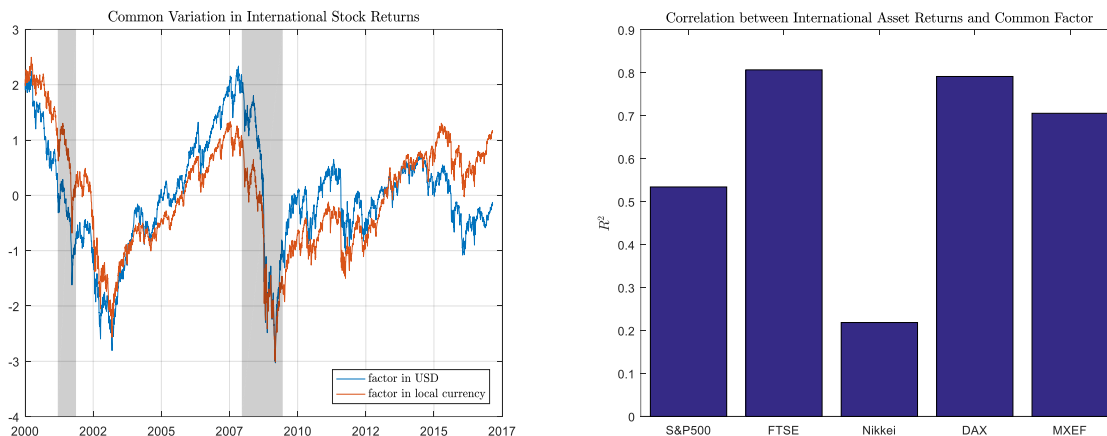 Common Variation in International Stock Returns
3
2
1
0
-1
-2
-3
-4
2000
2002
2005
2007
2010
2012
2015
2017
factor in USD
factor in local currency
Correlation between International Asset Returns and Common Factor
0.9
0.8
0.7
0.6
0.5
0.4
0.3
0.2
0.1
0
R²
S&P500
FTSE
Nikkei
DAX
MXEF